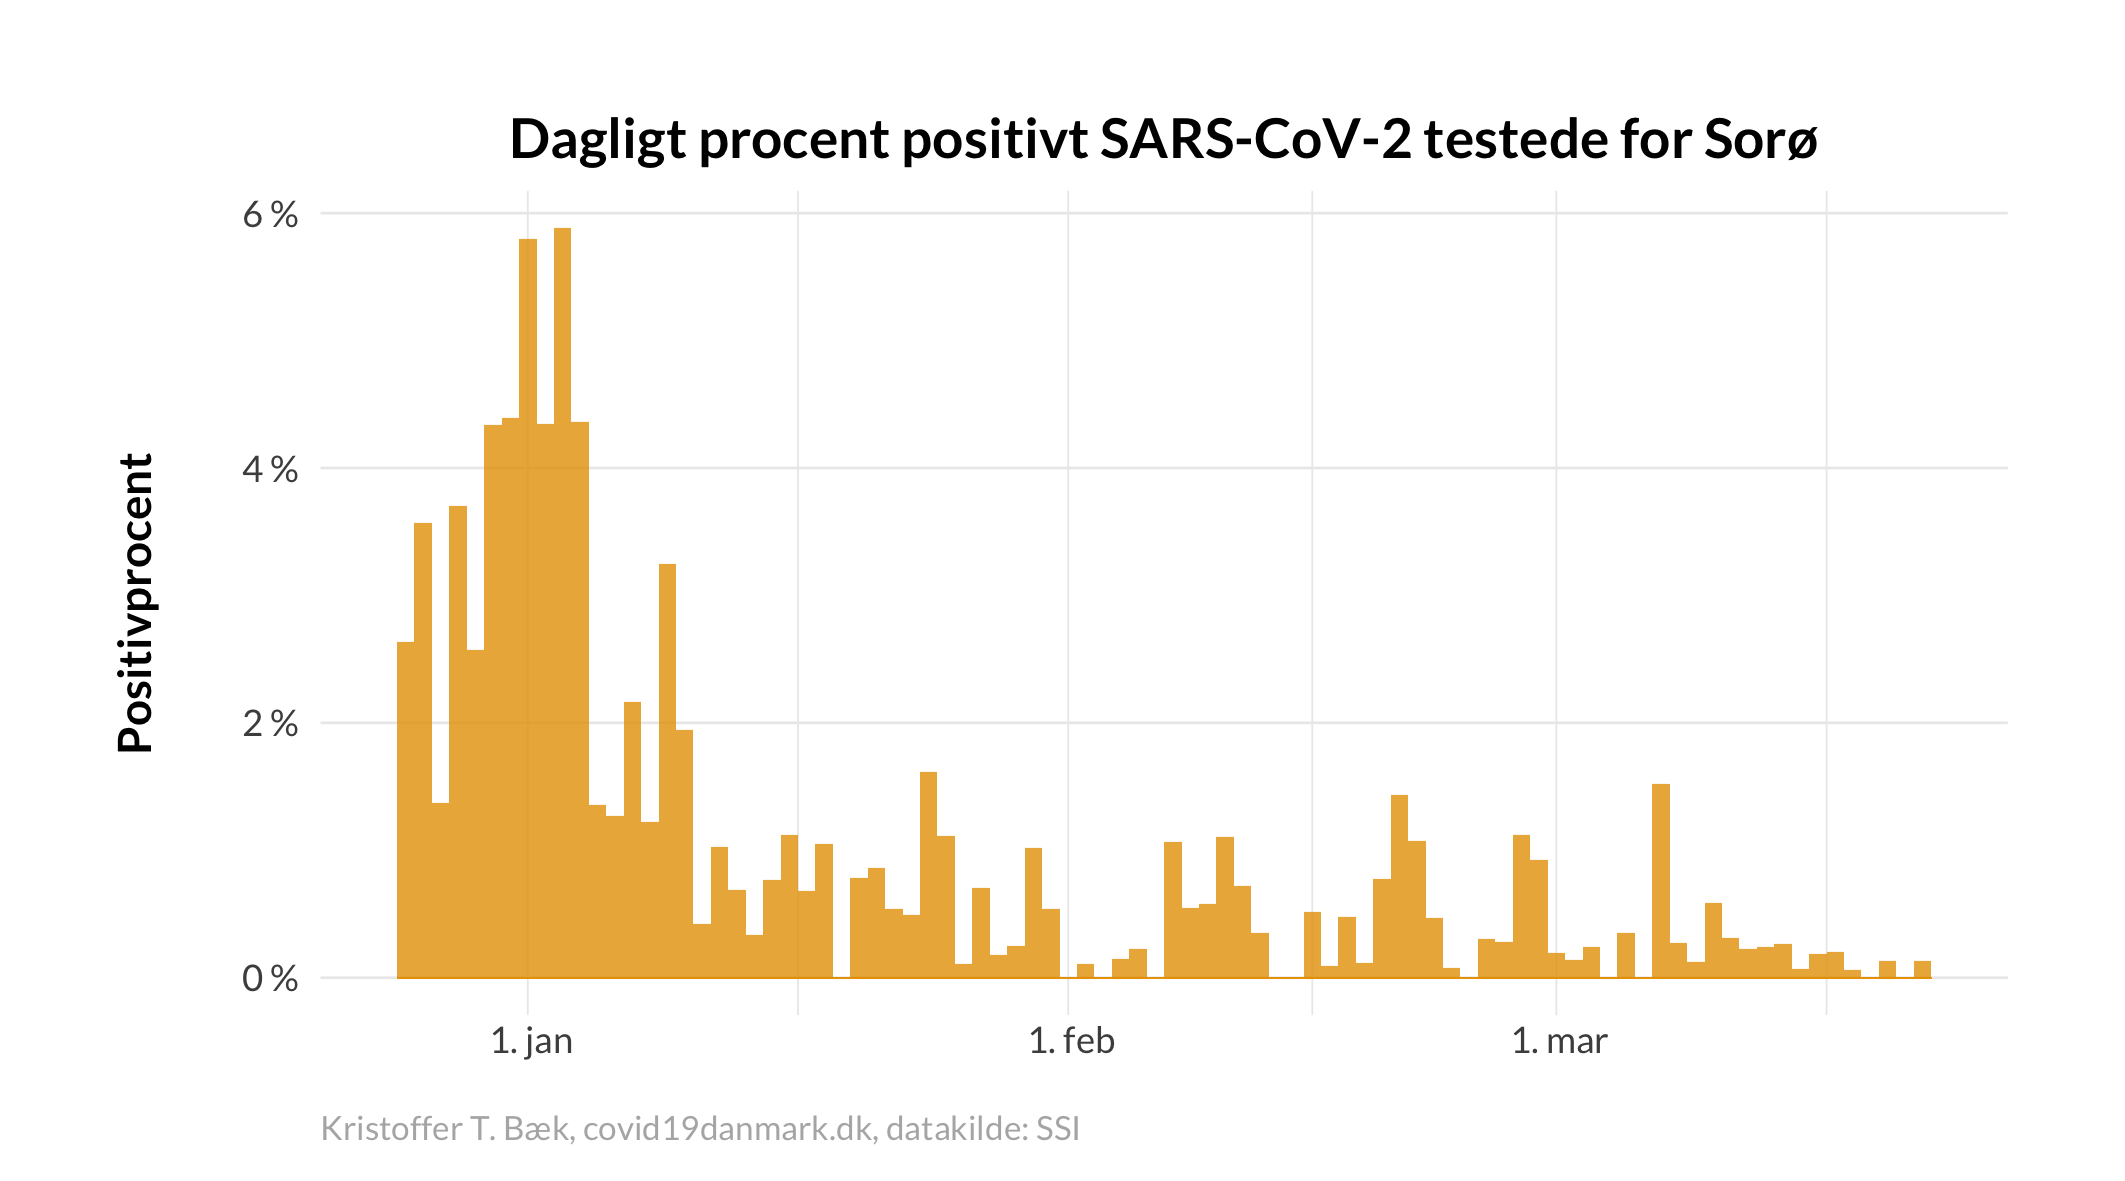 Dagligt procent positivt SARS-CoV-2 testede for Sorø
Positivprocent
6 %
4 %
2 %
0 %
1. jan
1. feb
1. mar
Kristoffer T. Bæk, covid19danmark.dk, datakilde: SSI